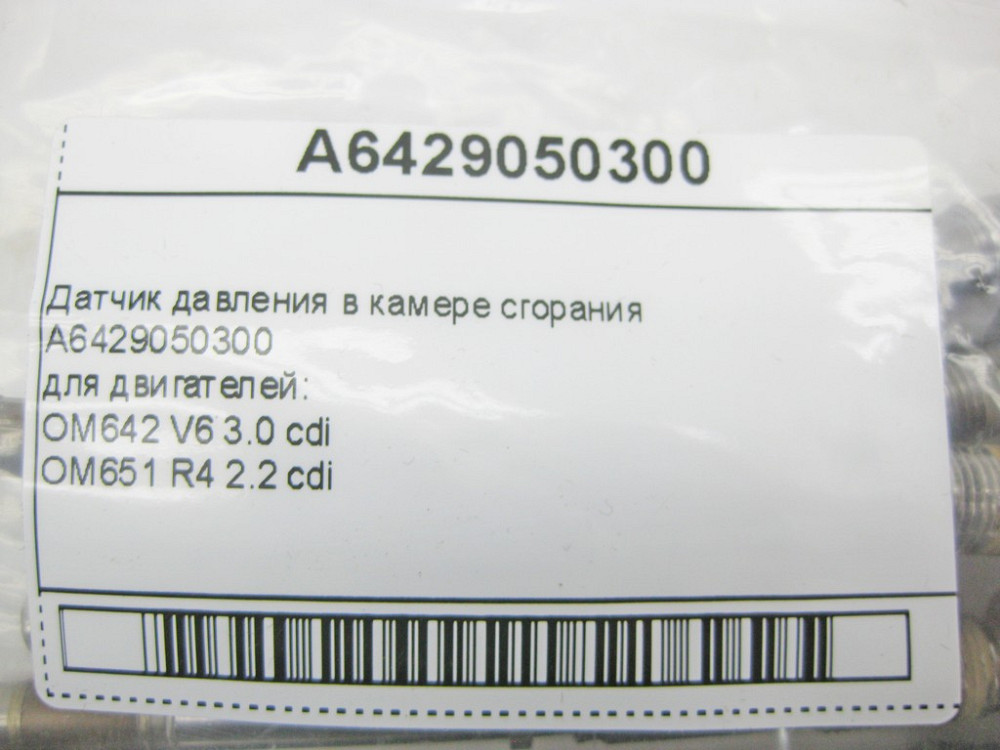 A6429050300
Датчик давления в камере сгорания
A6429050300
для двигателей:
OM642 V6 3.0 cdi
OM651 R4 2.2 cdi